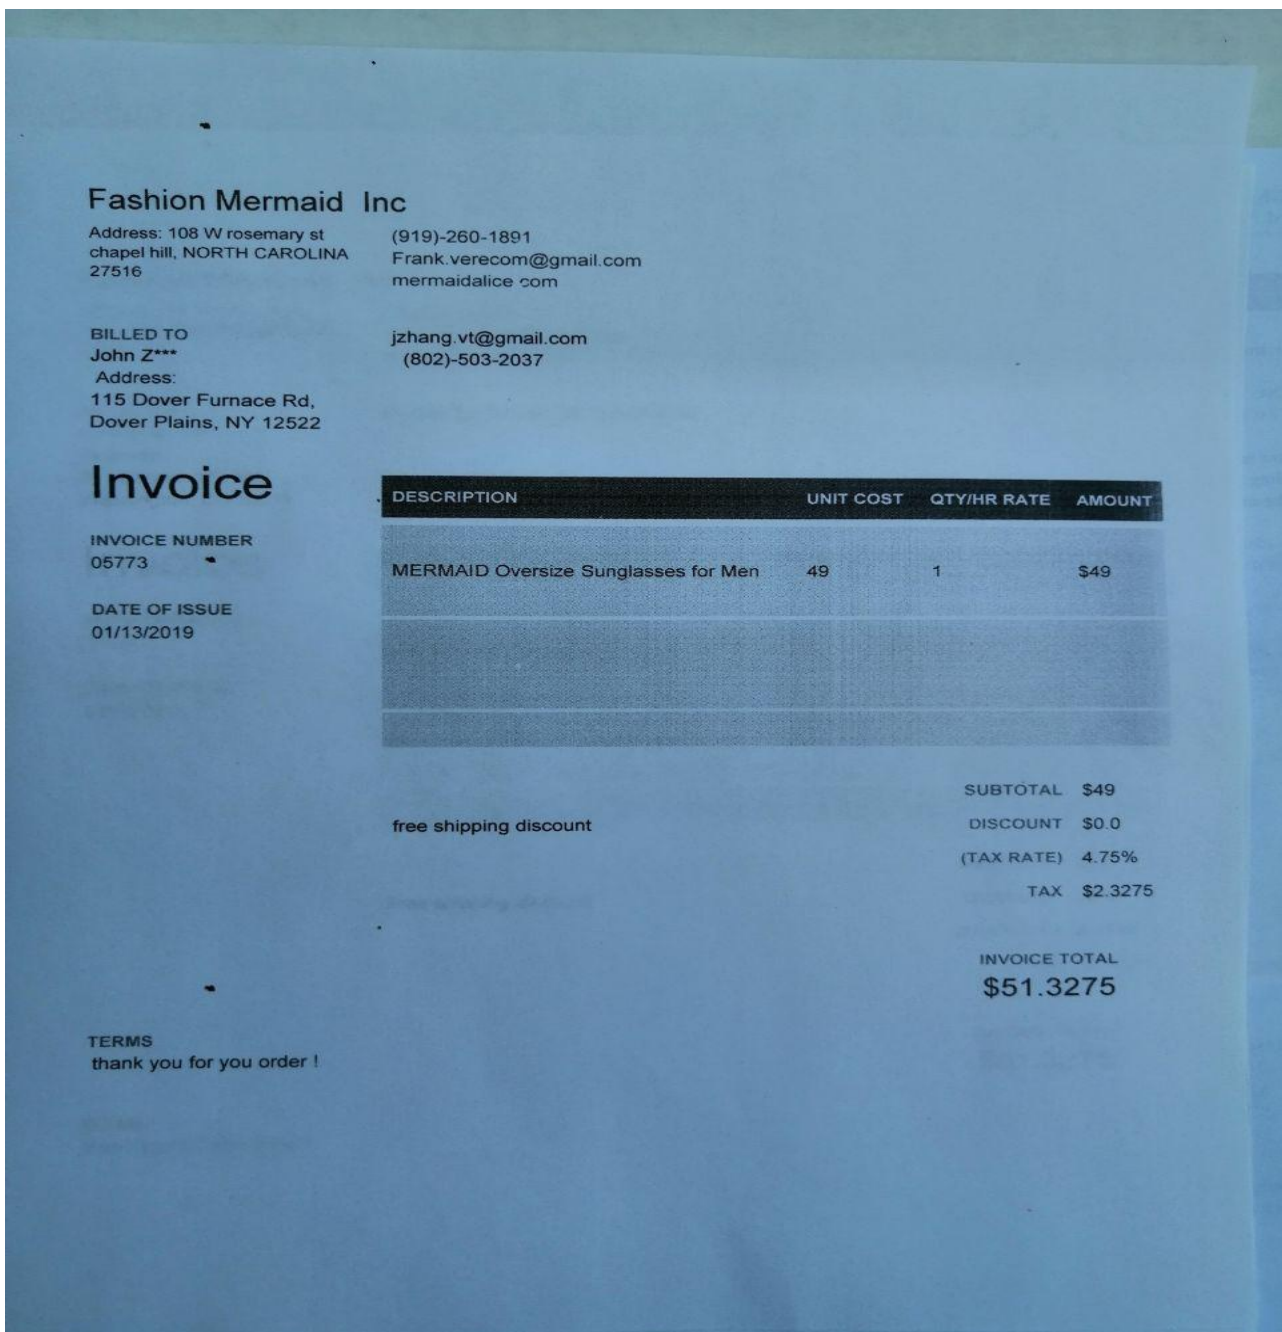 Fashion Mermaid Inc
Address: 108 W rosemary st
chapel hill, NORTH CAROLINA
27516
(919)-260-1891
Frank.verecom@gmail.com
mermaidalice com
BILLED TO
John Z***
Address:
115 Dover Furnace Rd,
Dover Plains, NY 12522
jzhang.vt@gmail.com
(802)-503-2037
Invoice
INVOICE NUMBER
05773
DATE OF ISSUE
01/13/2019
DESCRIPTION UNIT COST QTY/HR RATE AMOUNT
MERMAID Oversize Sunglasses for Men 49 1 $49
SUBTOTAL $49
free shipping discount DISCOUNT $0.0
(TAX RATE) 4.75%
TAX $2.3275
INVOICE TOTAL
$51.3275
TERMS
thank you for you order !